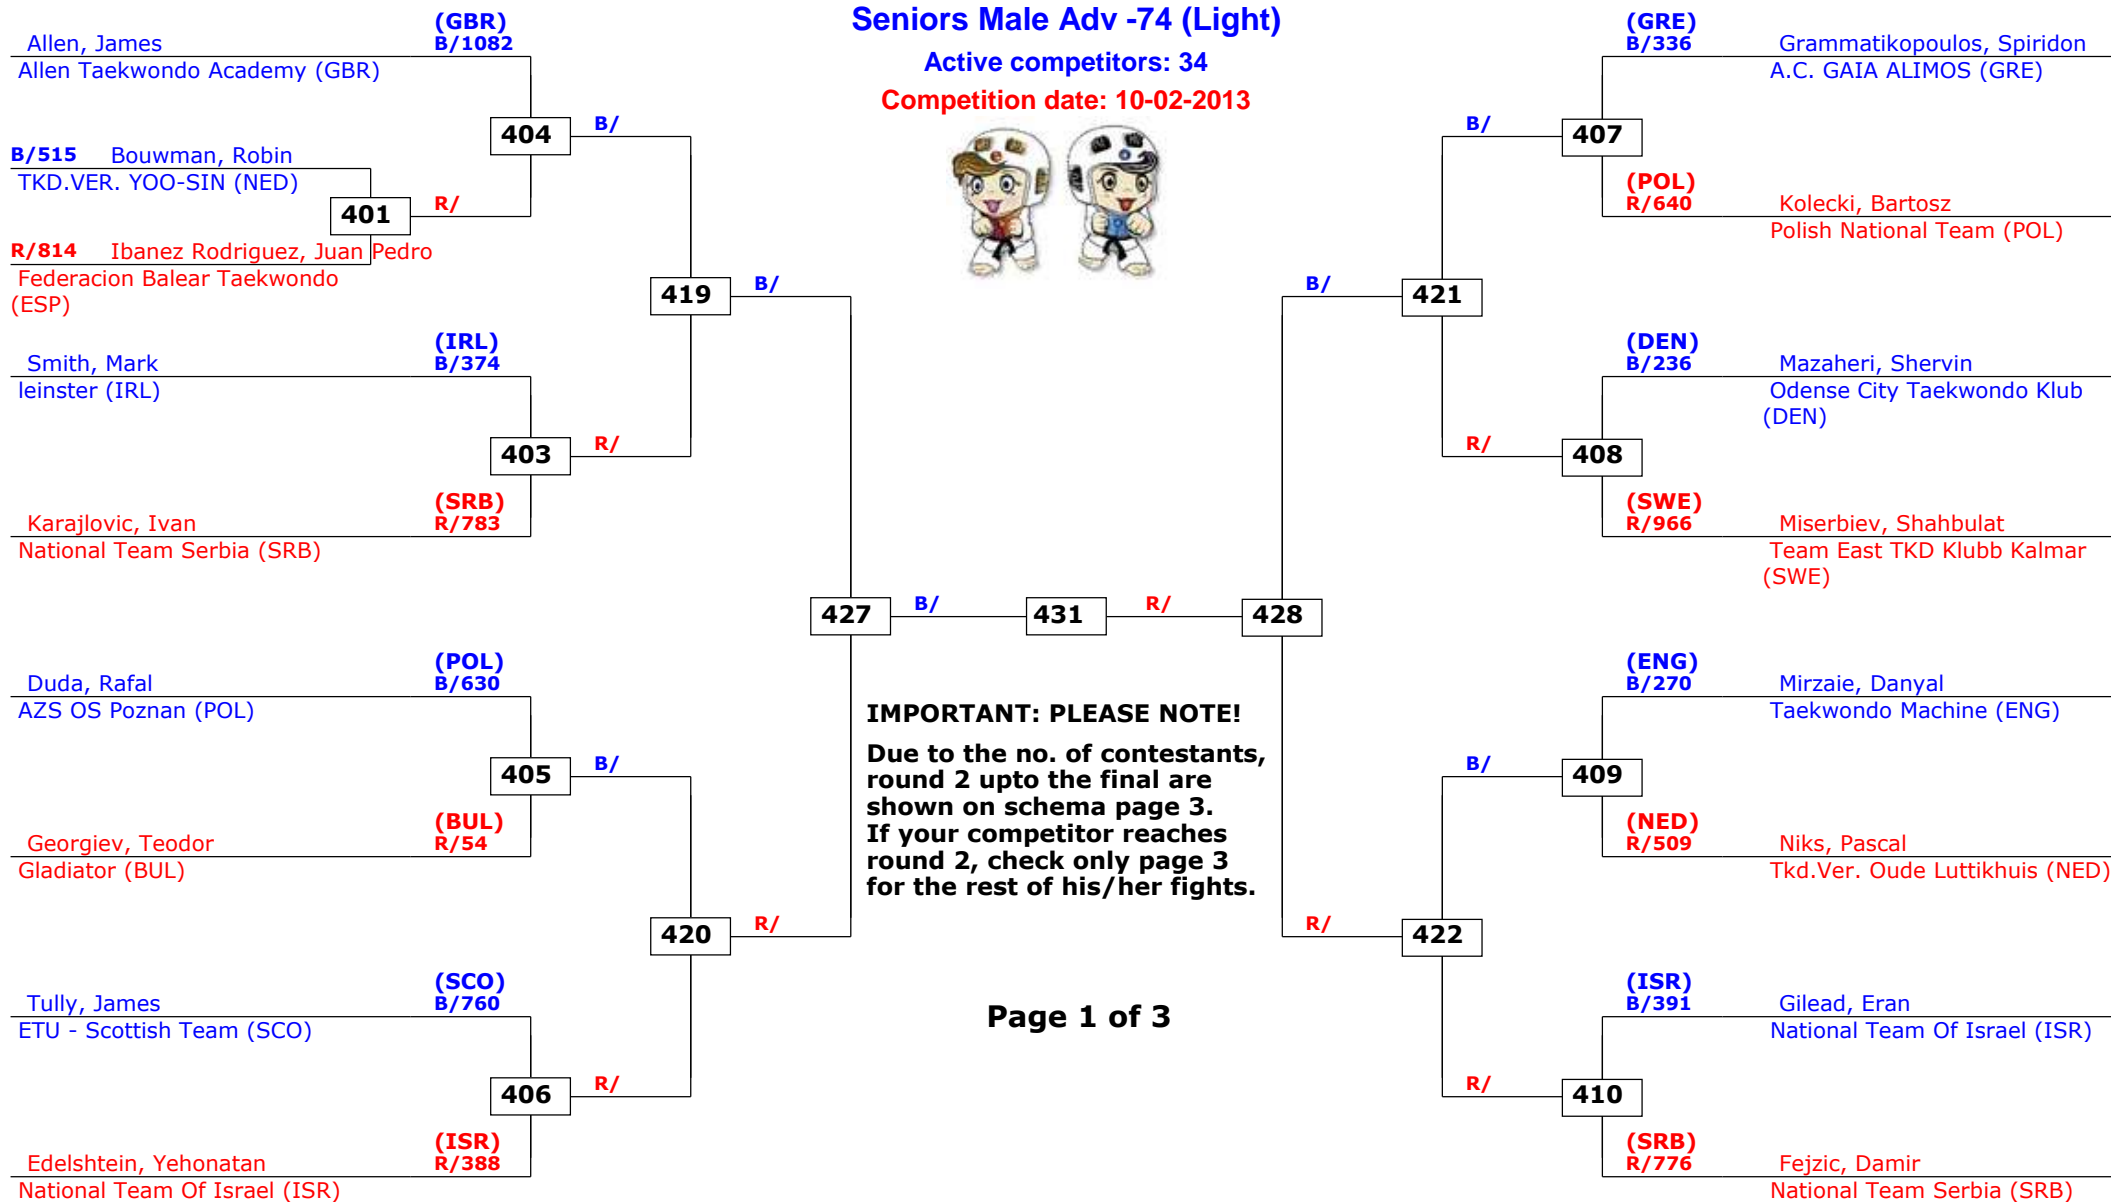 Seniors Male Adv -74 (Light)
Active competitors: 34
Competition date: 10-02-2013
(GBR)
Allen, James B/1082
Allen Taekwondo Academy (GBR)
404
B/
B/515 Bouwman, Robin
TKD.VER. YOO-SIN (NED)
401
R/
R/814 Ibanez Rodriguez, Juan Pedro
Federacion Balear Taekwondo
(ESP)
419
B/
(IRL)
Smith, Mark B/374
leinster (IRL)
403
R/
(SRB)
Karajlovic, Ivan R/783
National Team Serbia (SRB)
427
B/
431
R/
428
(POL)
Duda, Rafal B/630
AZS OS Poznan (POL)
405
B/
(BUL)
Georgiev, Teodor R/54
Gladiator (BUL)
420
R/
(SCO)
Tully, James B/760
ETU - Scottish Team (SCO)
406
R/
(ISR)
Edelshtein, Yehonatan R/388
National Team Of Israel (ISR)
IMPORTANT: PLEASE NOTE!
Due to the no. of contestants,
round 2 upto the final are
shown on schema page 3.
If your competitor reaches
round 2, check only page 3
for the rest of his/her fights.
Page 1 of 3
(GRE)
B/336 Grammatikopoulos, Spiridon
A.C. GAIA ALIMOS (GRE)
B/
407
(POL)
R/640 Kolecki, Bartosz
Polish National Team (POL)
B/
421
(DEN)
B/236 Mazaheri, Shervin
Odense City Taekwondo Klub
(DEN)
R/
408
(SWE)
R/966 Miserbiev, Shahbulat
Team East TKD Klubb Kalmar
(SWE)
(ENG)
B/270 Mirzaie, Danyal
Taekwondo Machine (ENG)
B/
409
(NED)
R/509 Niks, Pascal
Tkd.Ver. Oude Luttikhuis (NED)
R/
422
(ISR)
B/391 Gilead, Eran
National Team Of Israel (ISR)
R/
410
(SRB)
R/776 Fejzic, Damir
National Team Serbia (SRB)